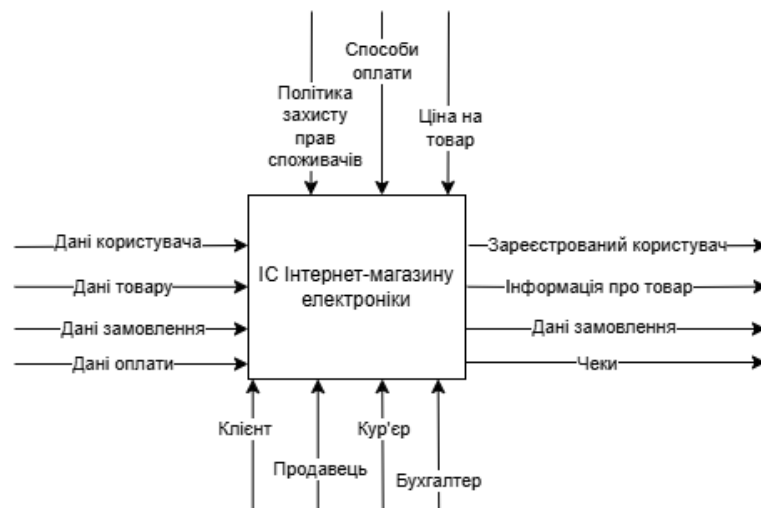 Способи
оплати
Політика
захисту
прав
споживачів
Ціна на
товар
Дані користувача
Дані товару
Дані замовлення
Дані оплати
ІС Інтернет-магазину
електроніки
Зареєстрований користувач
Інформація про товар
Дані замовлення
Чеки
Клієнт
Продавець
Кур'єр
Бухгалтер